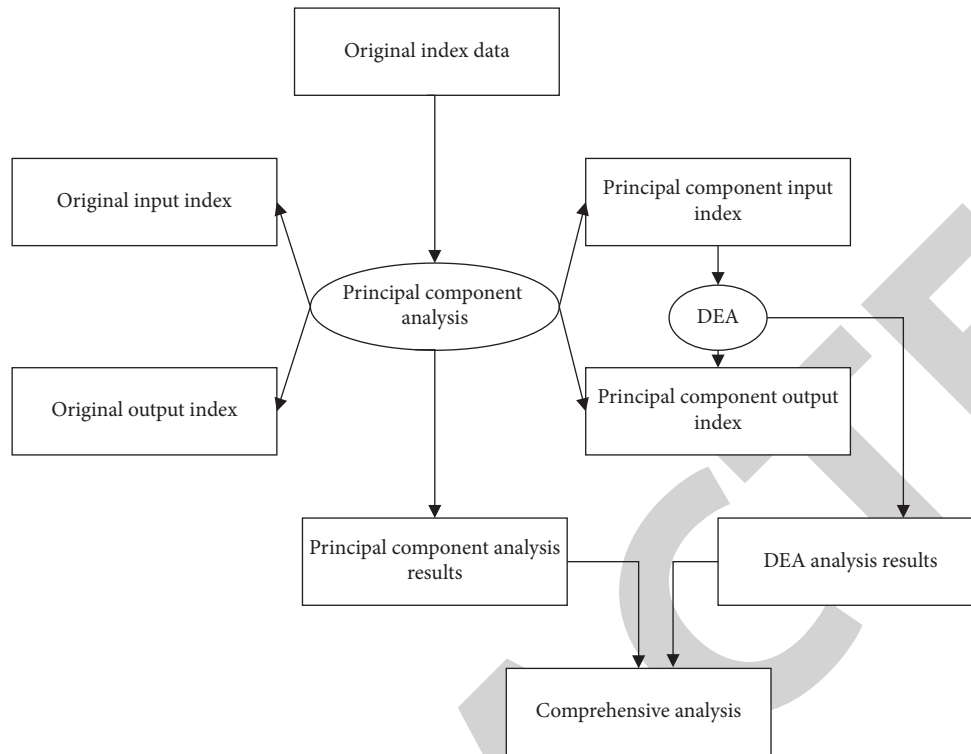 Original index data
Original input index
Principal component input
index
Principal component
analysis
DEA
Original output index
Principal component output
index
Principal component analysis
results
DEA analysis results
Comprehensive analysis